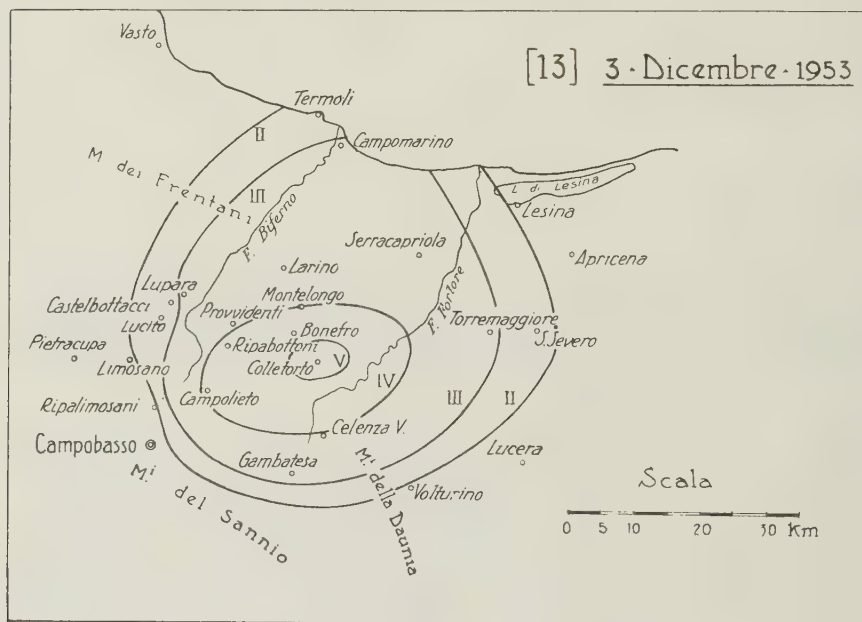 [13] 3 · Dicembre · 1953
Vasto
Termoli
II
Campomarino
M. dei Frentani
III
L. di Lesina
Lesina
F. Biferno
Serracapriola
Apricena
Larino
Lupara
Castelbottacci
Montelongo
F. Fortore
Lucito
Provvidenti
Bonefro
Torremaggiore
S. Severo
Pietracupa
Ripabottoni
V
Limosano
Colletorto
IV
Campolieto
III
II
Ripalimosani
Celenza V.
Campobasso
Gambatesa
Lucera
M.i della Daunia
Volturino
M.i del Sannio
Scala
0 5 10 20 30 Km